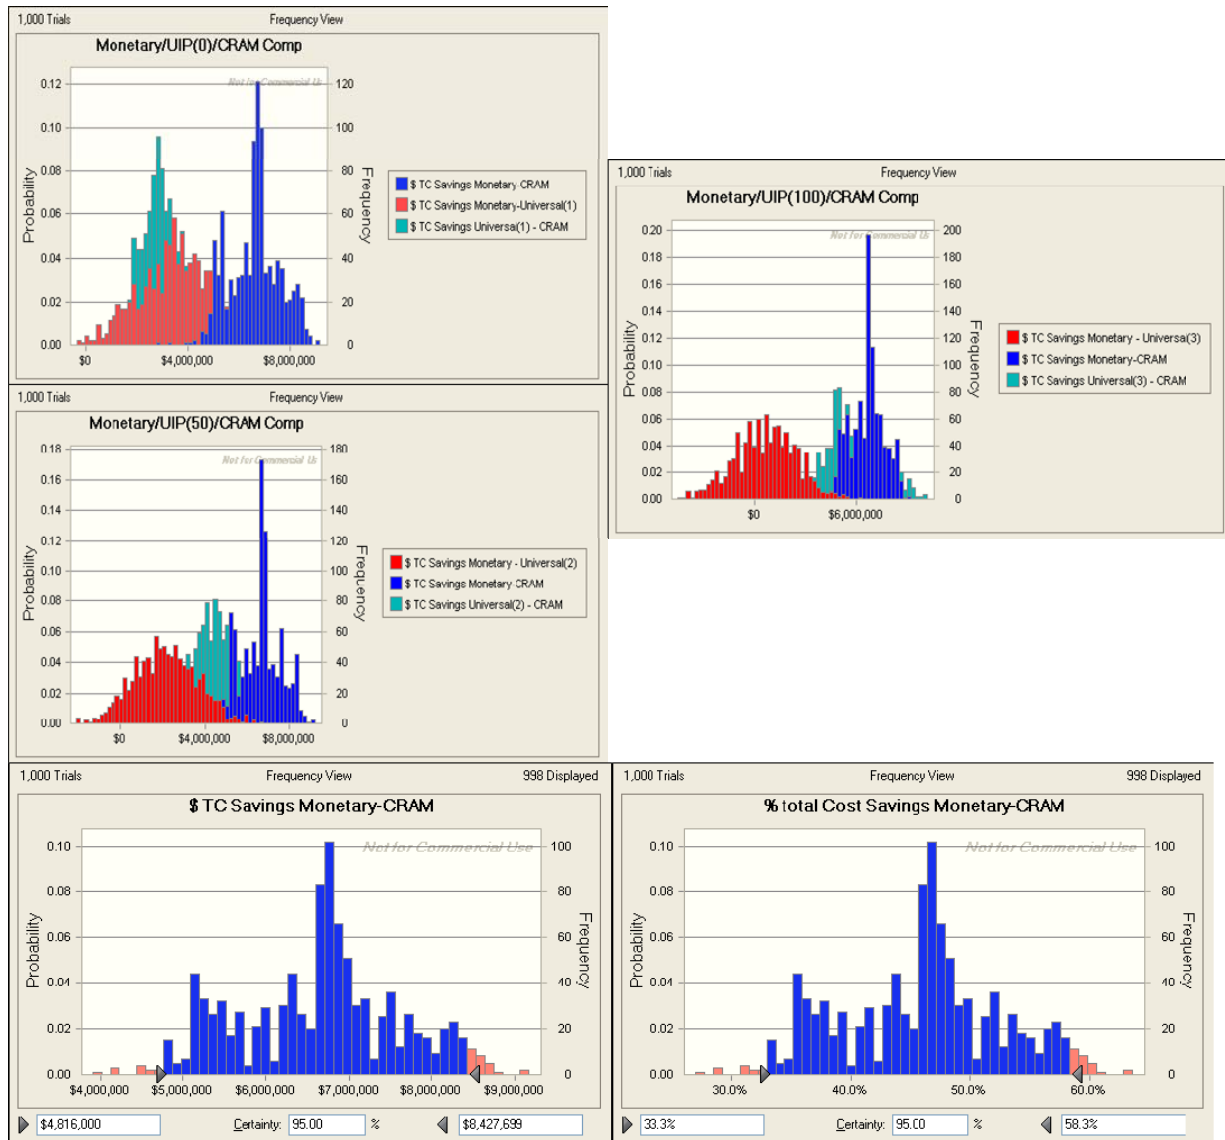 1,000 Trials Frequency View
Monetary/UIP(0)/CRAM Comp
Not for Commercial Us
0.12 120
0.10 100
0.08 80
0.06 60
0.04 40
0.02 20
0.00 0
Probability
Frequency
$0 $4,000,000 $8,000,000
$ TC Savings Monetary-CRAM
$ TC Savings Monetary-Universal(1)
$ TC Savings Universa(1) - CRAM
1,000 Trials Frequency View
Monetary/UIP(100)/CRAM Comp
Not for Commercial Us
0.20 200
0.18 180
0.16 160
0.14 140
0.12 120
0.10 100
0.08 80
0.06 60
0.04 40
0.02 20
0.00 0
Probability
Frequency
$0 $6,000,000
$ TC Savings Monetary - Universa(3)
$ TC Savings Monetary-CRAM
$ TC Savings Universal(3) - CRAM
1,000 Trials Frequency View
Monetary/UIP(50)/CRAM Comp
Not for Commercial Us
0.18 180
0.16 160
0.14 140
0.12 120
0.10 100
0.08 80
0.06 60
0.04 40
0.02 20
0.00 0
Probability
Frequency
$0 $4,000,000 $8,000,000
$ TC Savings Monetary - Universal(2)
$ TC Savings Monetary-CRAM
$ TC Savings Universal(2) - CRAM
1,000 Trials Frequency View 998 Displayed
$ TC Savings Monetary-CRAM
Not for Commercial Use
0.10 100
0.08 80
0.06 60
0.04 40
0.02 20
0.00 0
Probability
Frequency
$4,000,000 $5,000,000 $6,000,000 $7,000,000 $8,000,000 $9,000,000
$4,816,000 Certainty: 95.00 % $8,427,699
1,000 Trials Frequency View 998 Displayed
% total Cost Savings Monetary-CRAM
Not for Commercial Use
0.10 100
0.08 80
0.06 60
0.04 40
0.02 20
0.00 0
Probability
Frequency
30.0% 40.0% 50.0% 60.0%
33.3% Certainty: 95.00 % 58.3%